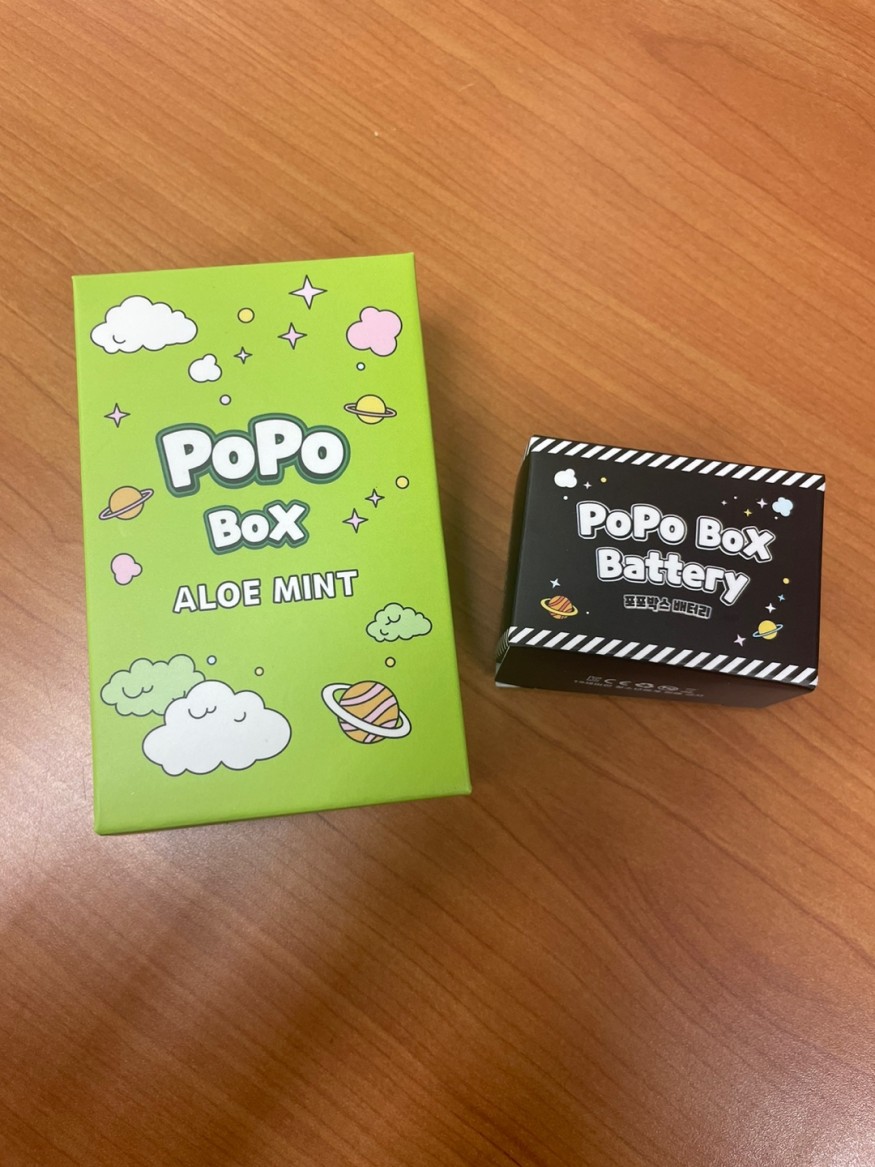 PoPo
BoX
ALOE MINT
PoPo BoX
Battery
포포박스 배터리